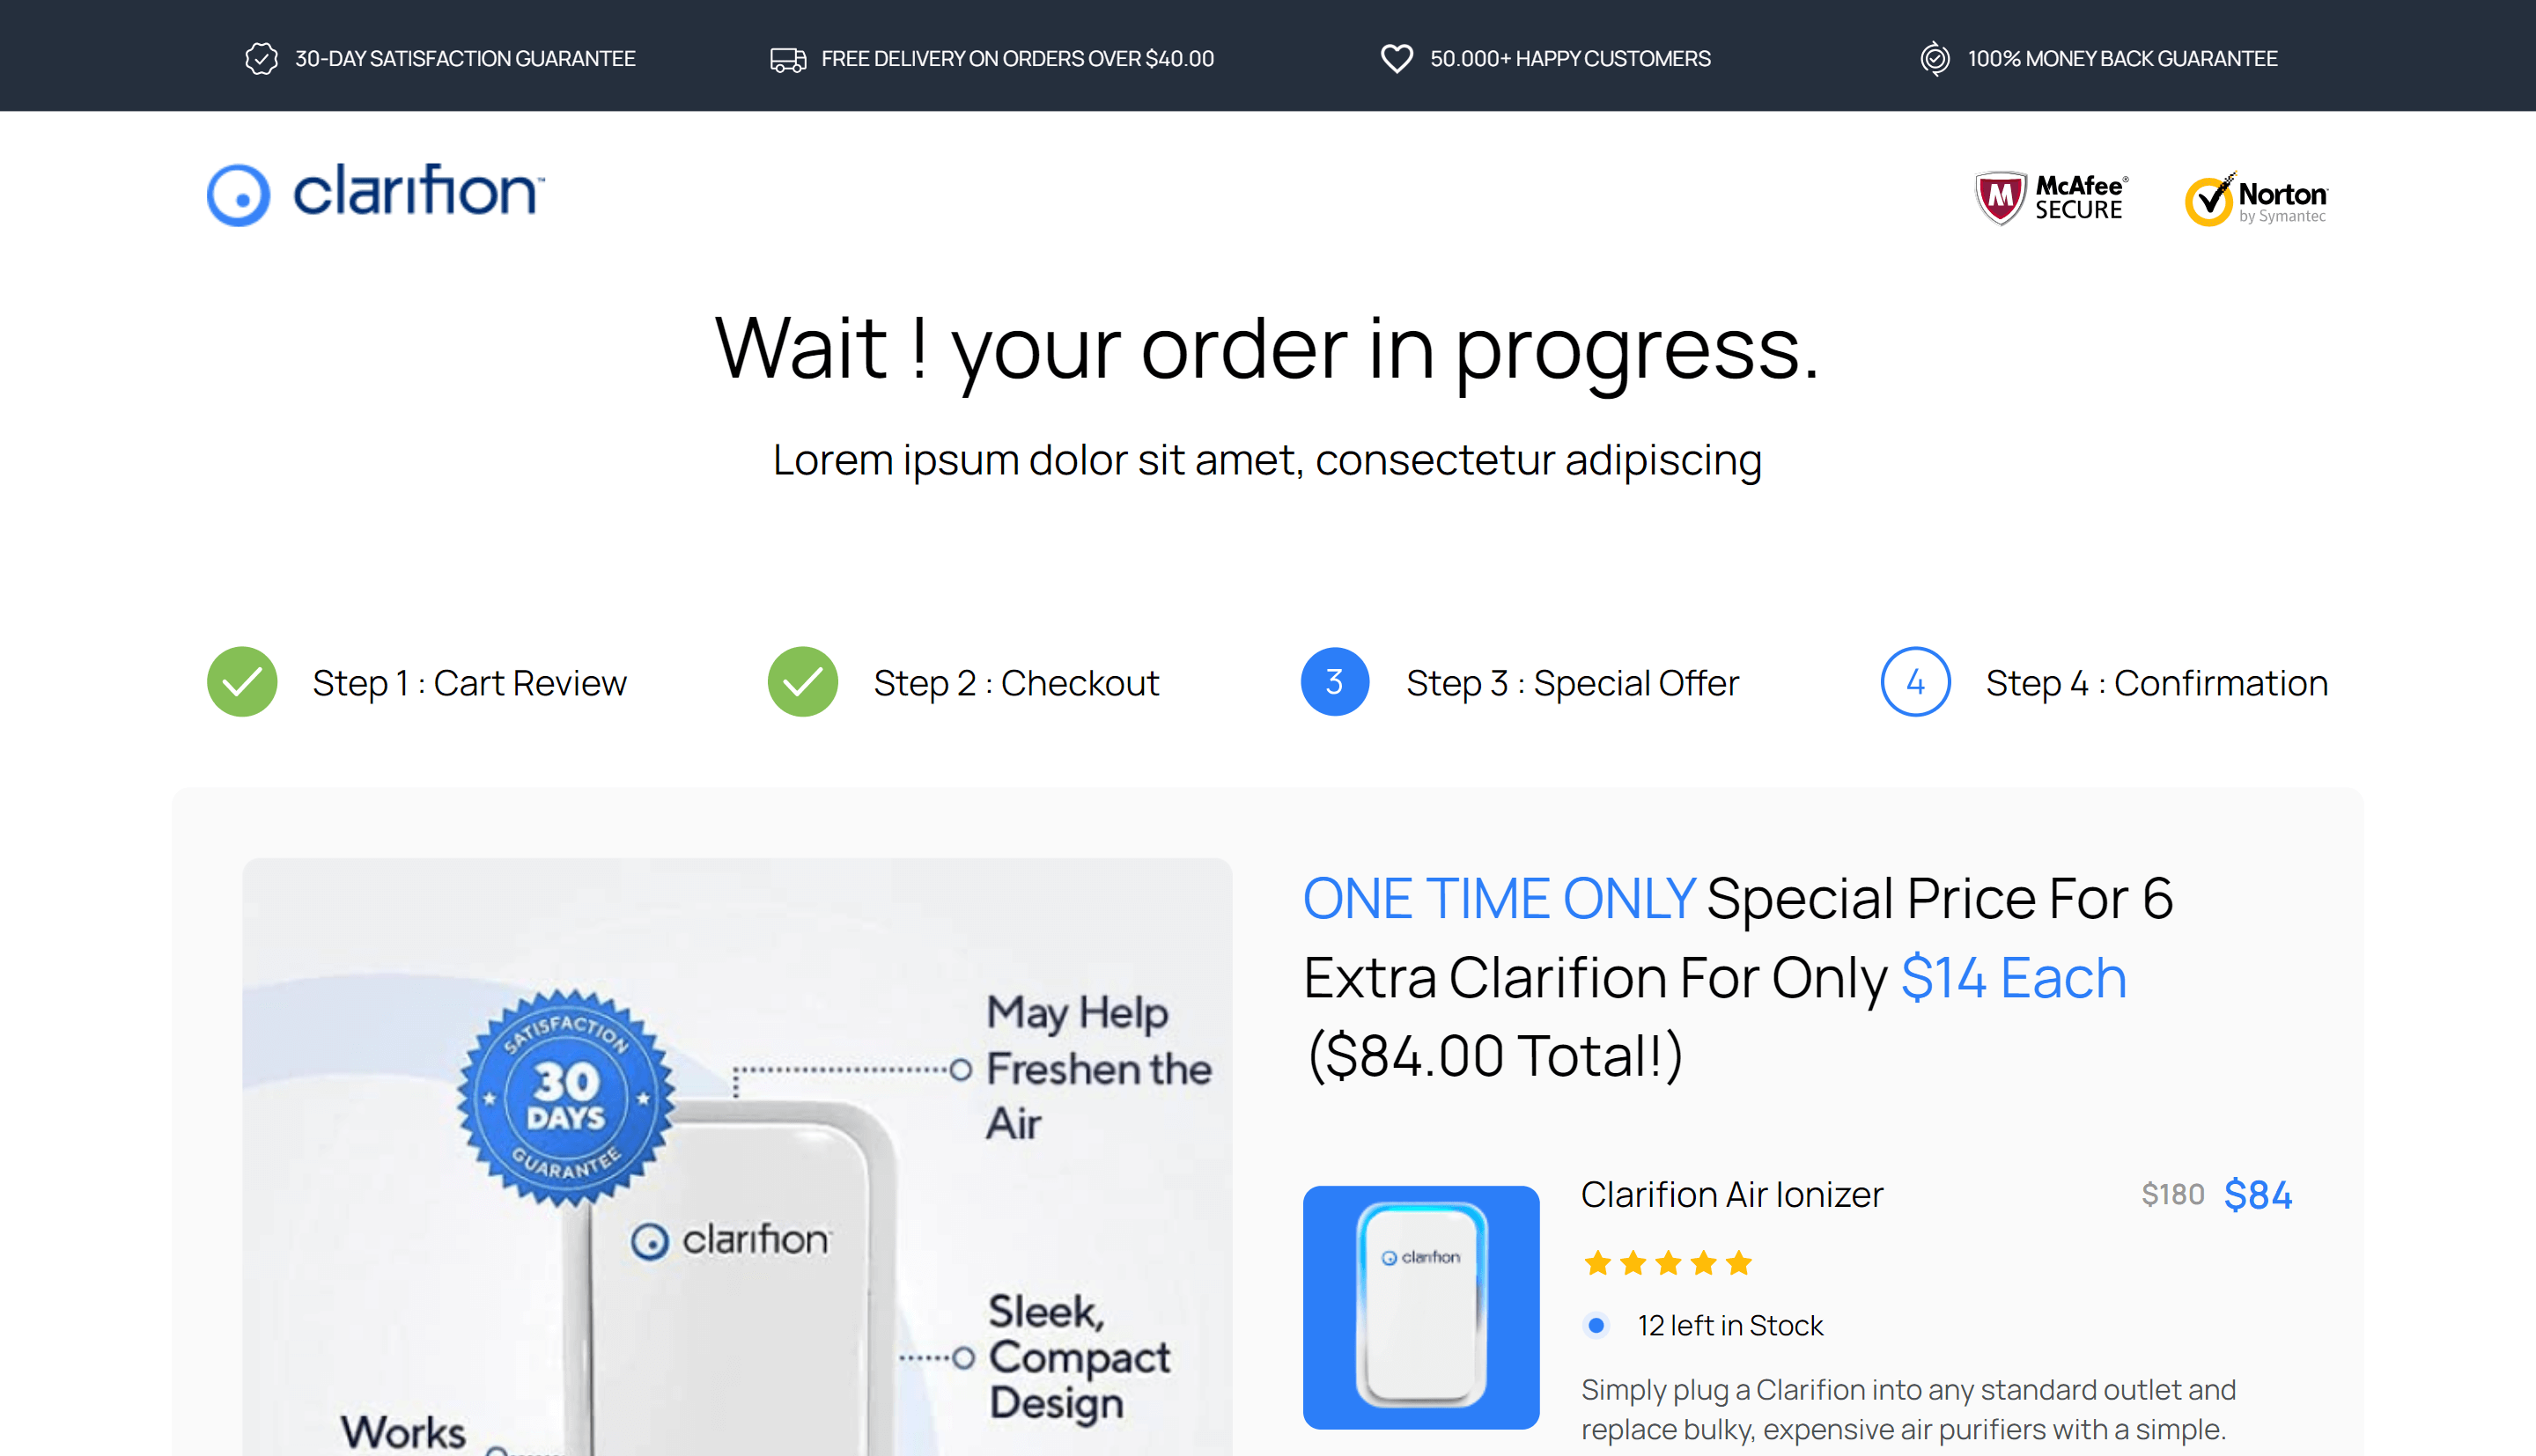 30-DAY SATISFACTION GUARANTEE
FREE DELIVERY ON ORDERS OVER $40.00
50.000+ HAPPY CUSTOMERS
100% MONEY BACK GUARANTEE
clarifion™
McAfee®
SECURE
Norton
by Symantec
Wait ! your order in progress.
Lorem ipsum dolor sit amet, consectetur adipiscing
Step 1 : Cart Review
Step 2 : Checkout
3
Step 3 : Special Offer
4
Step 4 : Confirmation
SATISFACTION
30
DAYS
GUARANTEE
May Help
Freshen the
Air
clarifion
Sleek,
Compact
Design
Works
ONE TIME ONLY Special Price For 6
Extra Clarifion For Only $14 Each
($84.00 Total!)
clarifion
Clarifion Air Ionizer
$180 $84
12 left in Stock
Simply plug a Clarifion into any standard outlet and
replace bulky, expensive air purifiers with a simple.